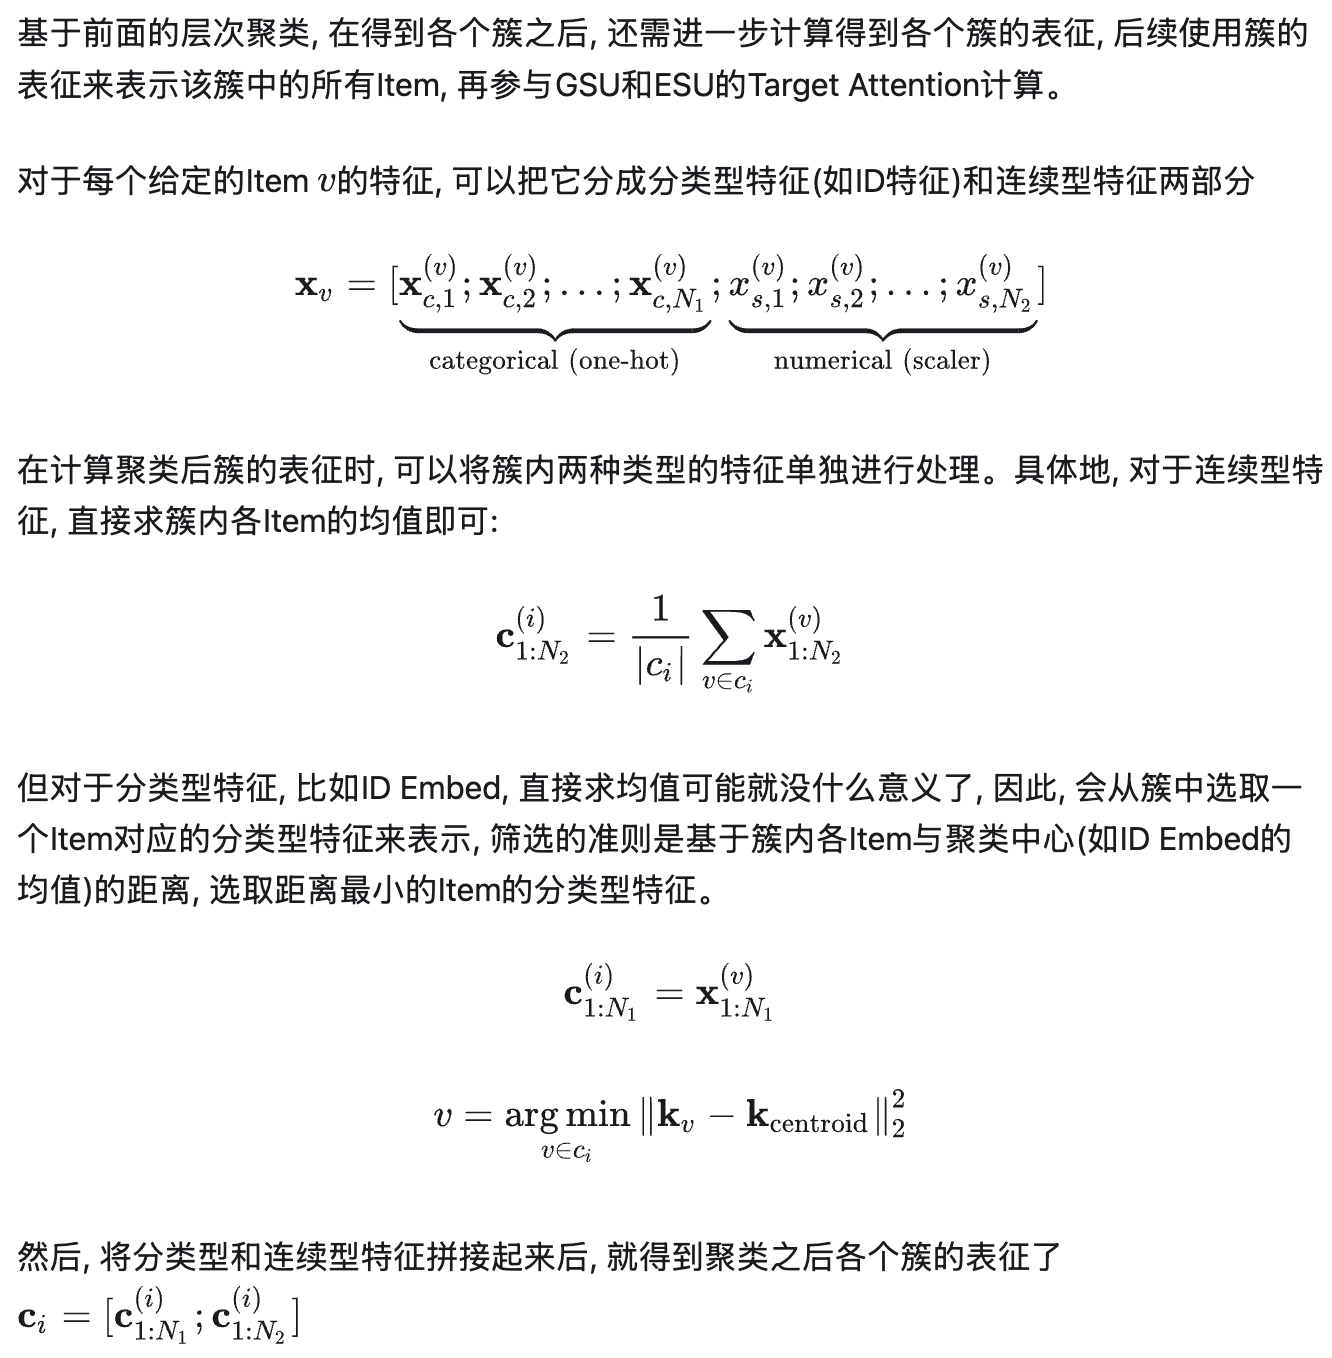 基于前面的层次聚类, 在得到各个簇之后, 还需进一步计算得到各个簇的表征, 后续使用簇的
表征来表示该簇中的所有Item, 再参与GSU和ESU的Target Attention计算。
对于每个给定的Item $v$的特征, 可以把它分成分类型特征(如ID特征)和连续型特征两部分
$\mathbf{x}_v = [\underbrace{\mathbf{x}_{c,1}^{(v)}; \mathbf{x}_{c,2}^{(v)}; \ldots; \mathbf{x}_{c,N_1}^{(v)}}_{\text{categorical (one-hot)}}; \underbrace{x_{s,1}^{(v)}; x_{s,2}^{(v)}; \ldots; x_{s,N_2}^{(v)}}_{\text{numerical (scaler)}}]$
在计算聚类后簇的表征时, 可以将簇内两种类型的特征单独进行处理。具体地, 对于连续型特
征, 直接求簇内各Item的均值即可:
$\mathbf{c}_{1:N_2}^{(i)} = \frac{1}{|c_i|} \sum_{v \in c_i} \mathbf{x}_{1:N_2}^{(v)}$
但对于分类型特征, 比如ID Embed, 直接求均值可能就没什么意义了, 因此, 会从簇中选取一
个Item对应的分类型特征来表示, 筛选的准则是基于簇内各Item与聚类中心(如ID Embed的
均值)的距离, 选取距离最小的Item的分类型特征。
$\mathbf{c}_{1:N_1}^{(i)} = \mathbf{x}_{1:N_1}^{(v)}$
$v = \underset{v \in c_i}{\arg\min} \|\mathbf{k}_v - \mathbf{k}_{\text{centroid}}\|_2^2$
然后, 将分类型和连续型特征拼接起来后, 就得到聚类之后各个簇的表征了
$\mathbf{c}_i = [\mathbf{c}_{1:N_1}^{(i)}; \mathbf{c}_{1:N_2}^{(i)}]$